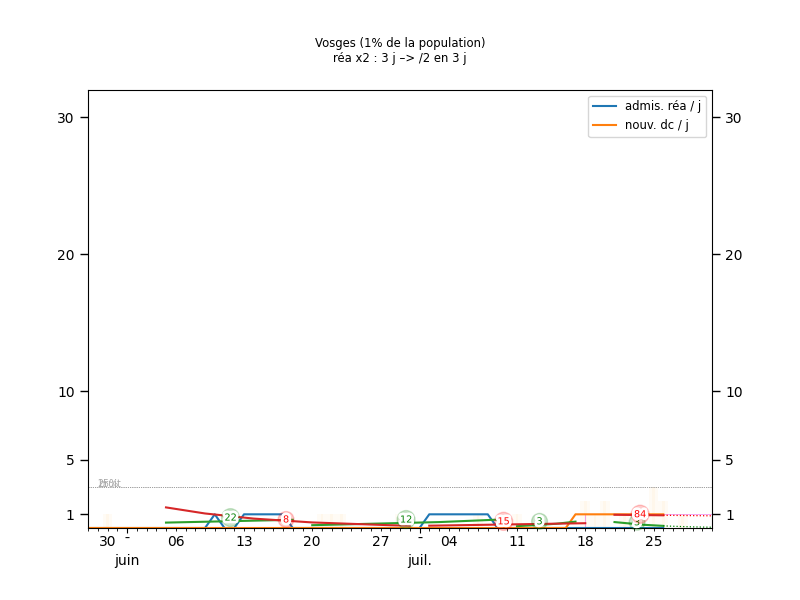 Vosges (1% de la population)
réa x2 : 3 j –> /2 en 3 j
admis. réa / j
nouv. dc / j
30 30
20 20
10 10
5 5
1 1
22 8 12 15 3 84
30 - 06 13 20 27 - 04 11 18 25
juin juil.